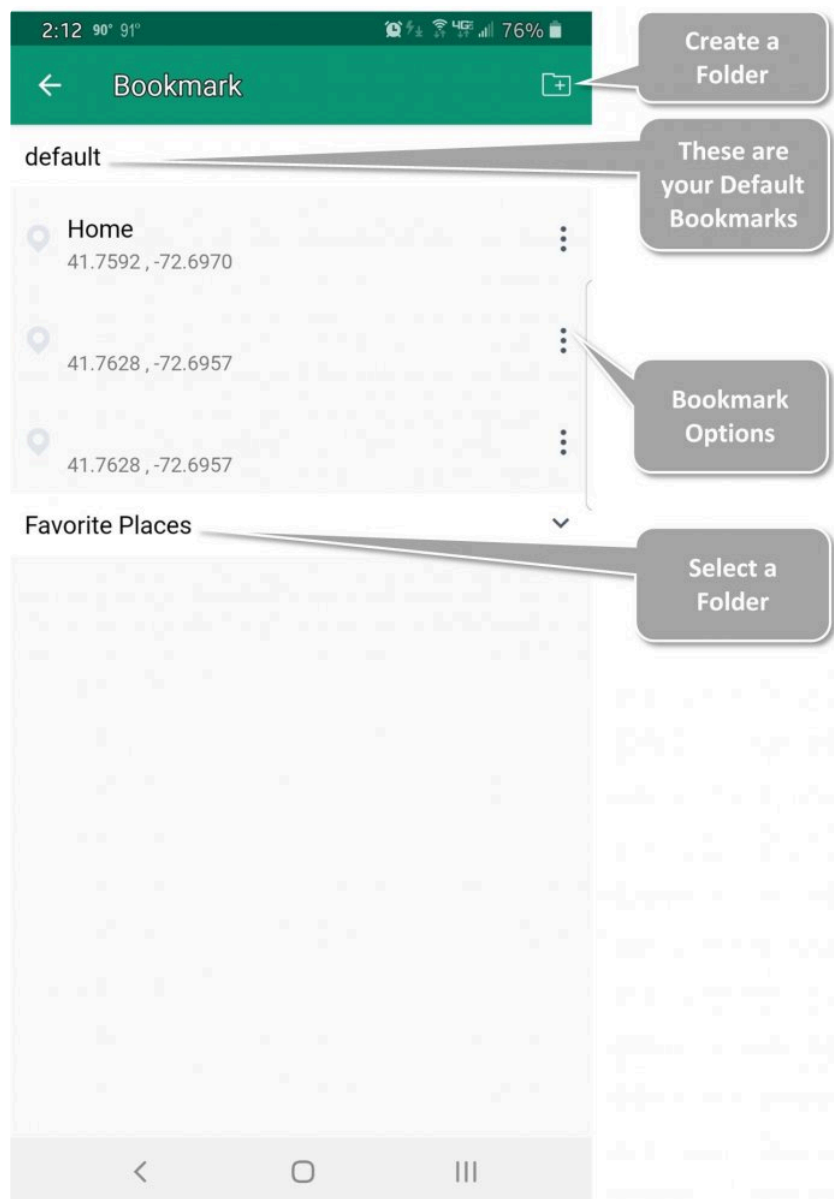 2:12 90° 91° 4GE 76%
Bookmark
Create a
Folder
default
These are
your Default
Bookmarks
Home
41.7592 , -72.6970
41.7628 , -72.6957
Bookmark
Options
41.7628 , -72.6957
Favorite Places
Select a
Folder